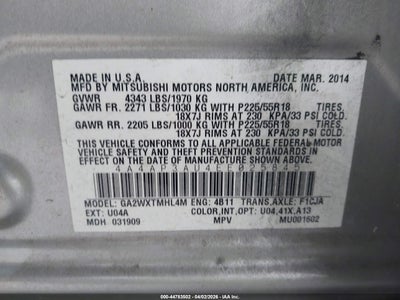 MADE IN U.S.A. DATE MAR. 2014
MFD BY MITSUBISHI MOTORS NORTH AMERICA, INC.
GVWR 4343 LBS/1970 KG
GAWR FR. 2271 LBS/1030 KG WITH P225/55R18 TIRES,
18X7J RIMS AT 230 KPA/33 PSI COLD.
GAWR RR. 2205 LBS/1000 KG WITH P225/55R18 TIRES,
18X7J RIMS AT 230 KPA/33 PSI COLD.
THIS VEHICLE CONFORMS TO ALL APPLICABLE FEDERAL MOTOR
VEHICLE SAFETY AND THEFT PREVENTION STANDARDS IN
EFFECT ON THE DATE OF MANUFACTURE SHOWN ABOVE.
4A4AP3AU4EE025845
MODEL: GA2WXTMHL4M ENG: 4B11 TRANS,AXLE: F1CJA
EXT: U04A COLOR,INT,OPT: U04,41X,A13
MDH 031909 MPV MU001602
ID: 000-44783502 - 04/02/2026 - IAA Inc.